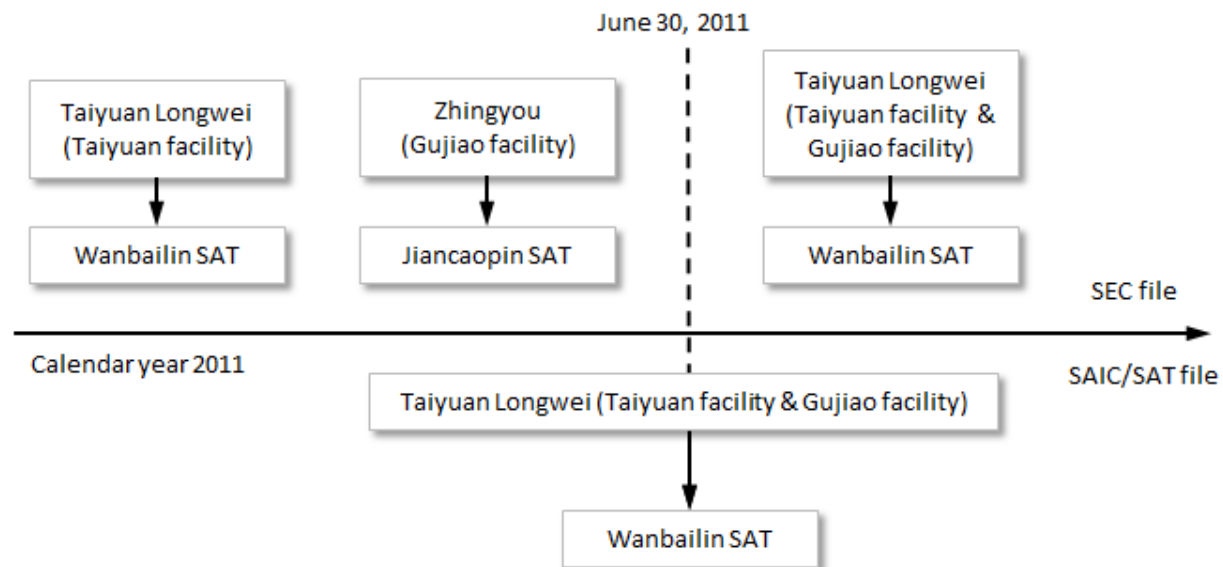 June 30, 2011
Taiyuan Longwei
(Taiyuan facility)
Zhingyou
(Gujiao facility)
Taiyuan Longwei
(Taiyuan facility &
Gujiao facility)
Wanbailin SAT
Jiancaopin SAT
Wanbailin SAT
SEC file
Calendar year 2011
SAIC/SAT file
Taiyuan Longwei (Taiyuan facility & Gujiao facility)
Wanbailin SAT